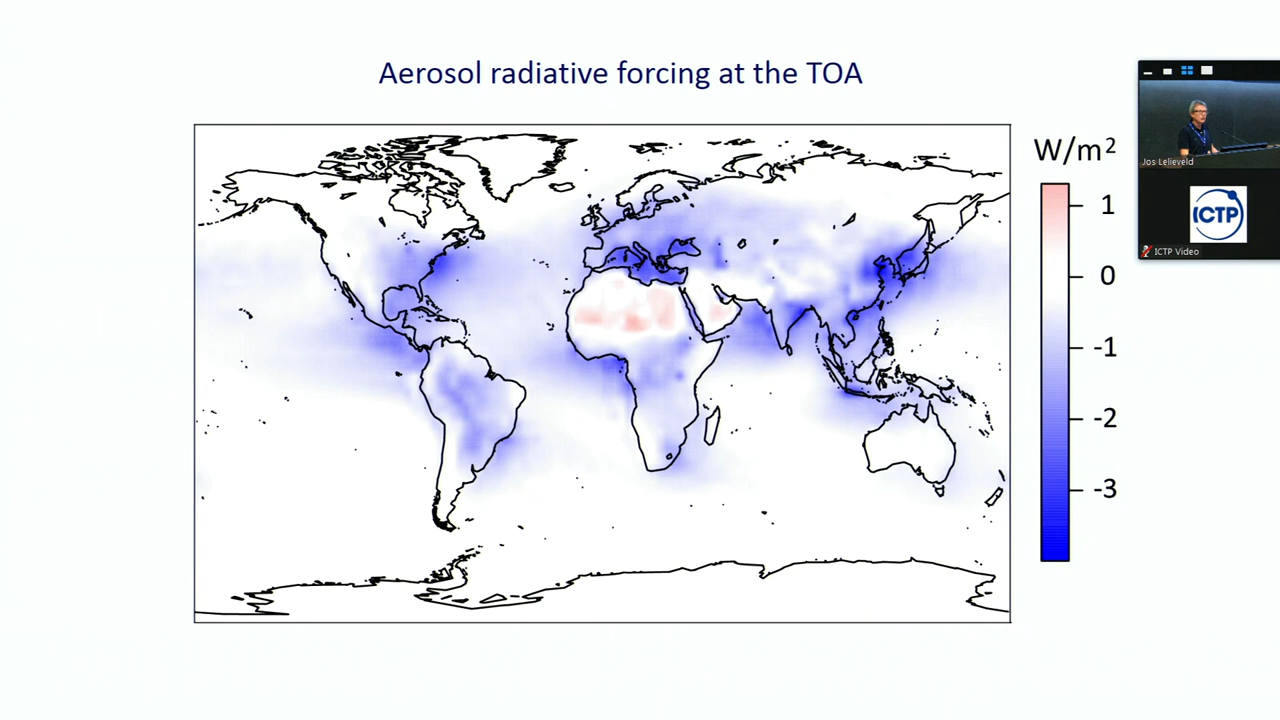 Aerosol radiative forcing at the TOA
W/m²
1
0
-1
-2
-3
Jos Lelieveld
ICTP
ICTP Video